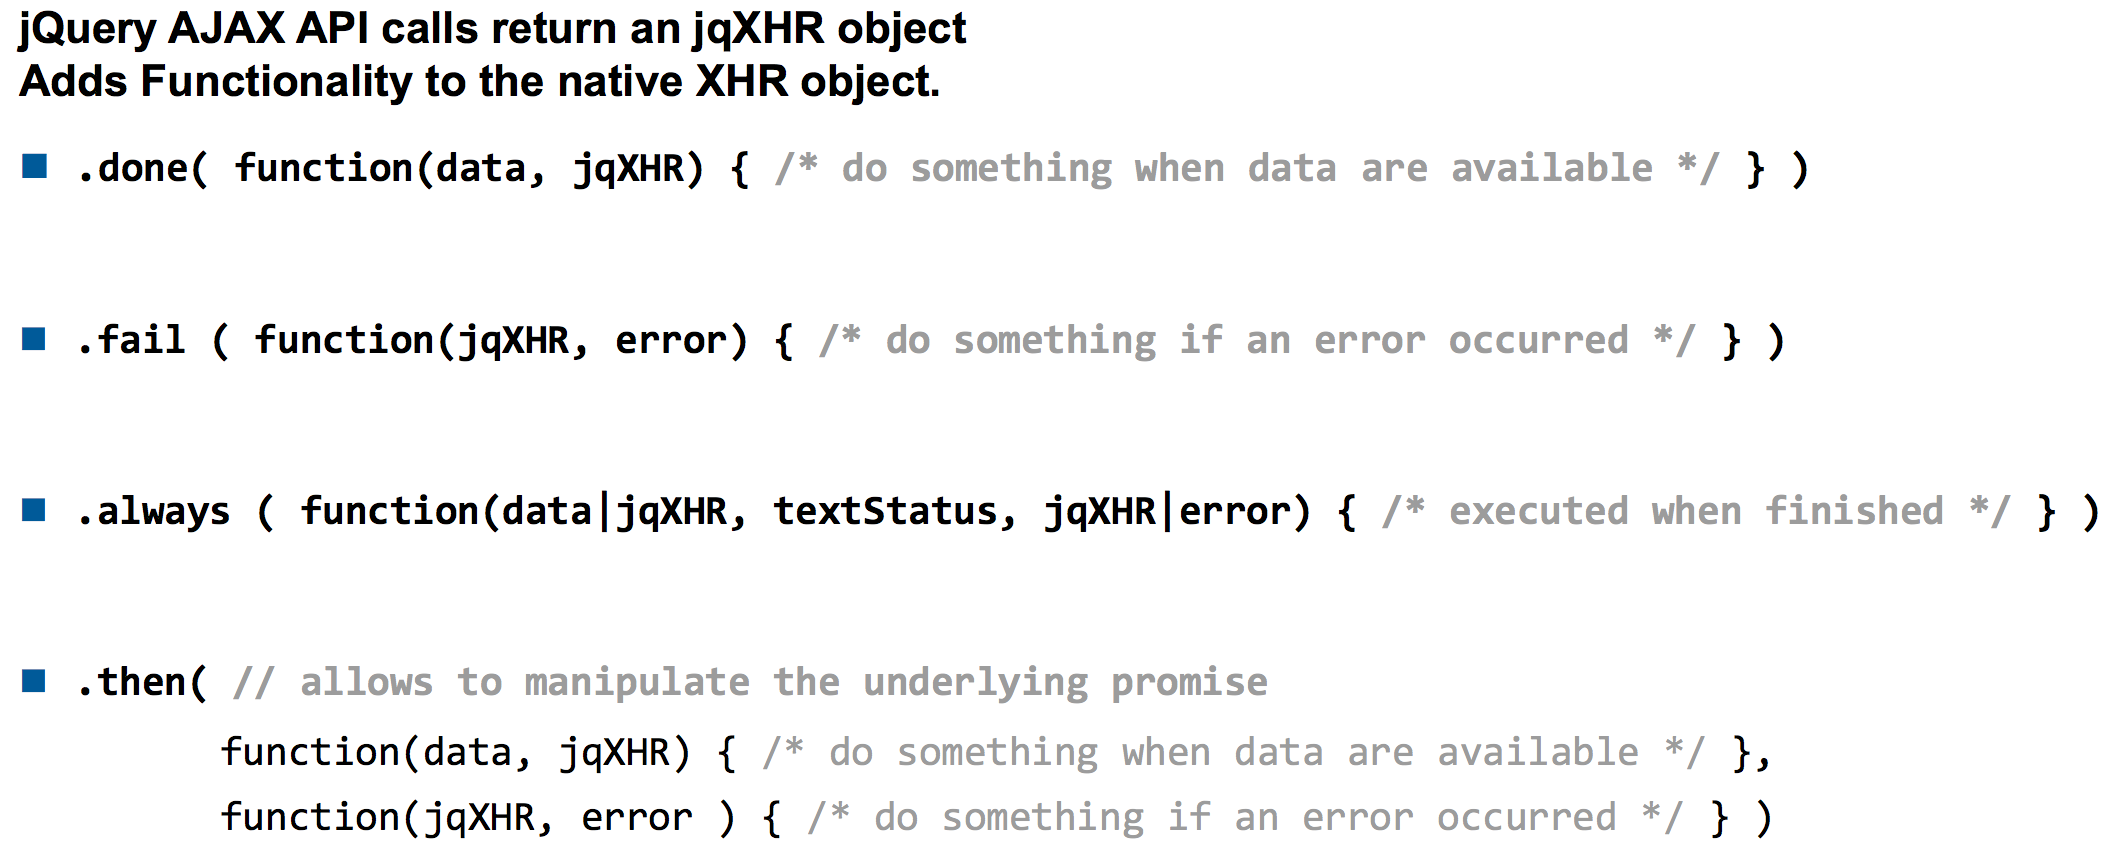 jQuery AJAX API calls return an jqXHR object
Adds Functionality to the native XHR object.
.done( function(data, jqXHR) { /* do something when data are available */ } )
.fail ( function(jqXHR, error) { /* do something if an error occurred */ } )
.always ( function(data|jqXHR, textStatus, jqXHR|error) { /* executed when finished */ } )
.then( // allows to manipulate the underlying promise
function(data, jqXHR) { /* do something when data are available */ },
function(jqXHR, error ) { /* do something if an error occurred */ } )